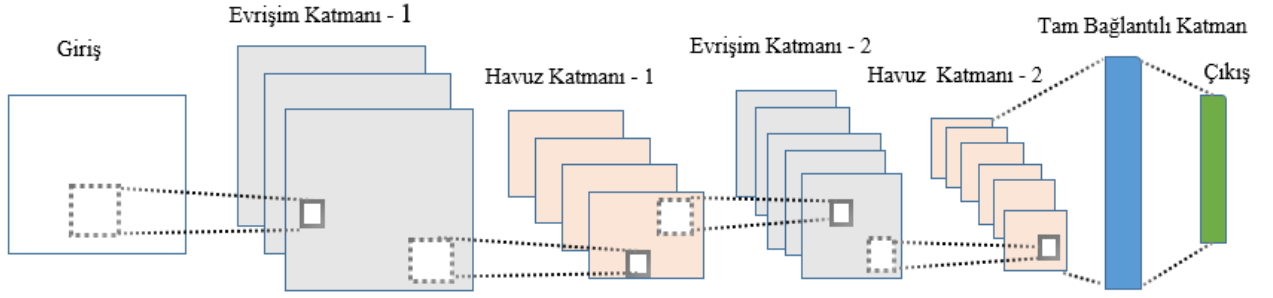 Giriş
Evrişim Katmanı - 1
Havuz Katmanı - 1
Evrişim Katmanı - 2
Havuz Katmanı - 2
Tam Bağlantılı Katman
Çıkış